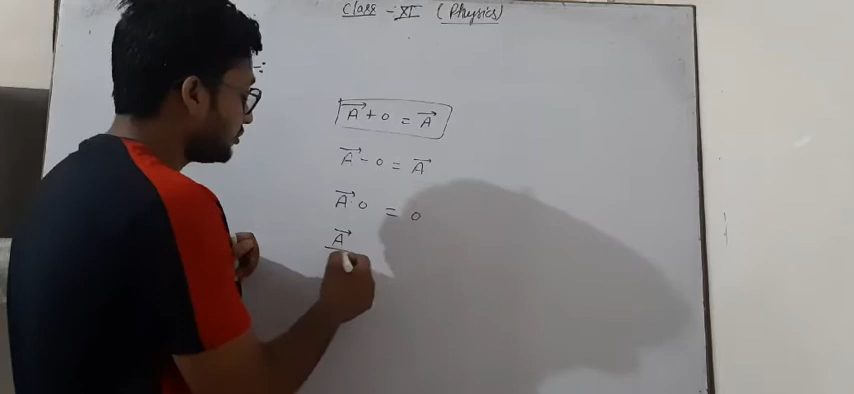 Class - XI (Physics)
:-
A⃗ + 0 = A⃗
A⃗ - 0 = A⃗
A⃗ · 0 = 0
A⃗